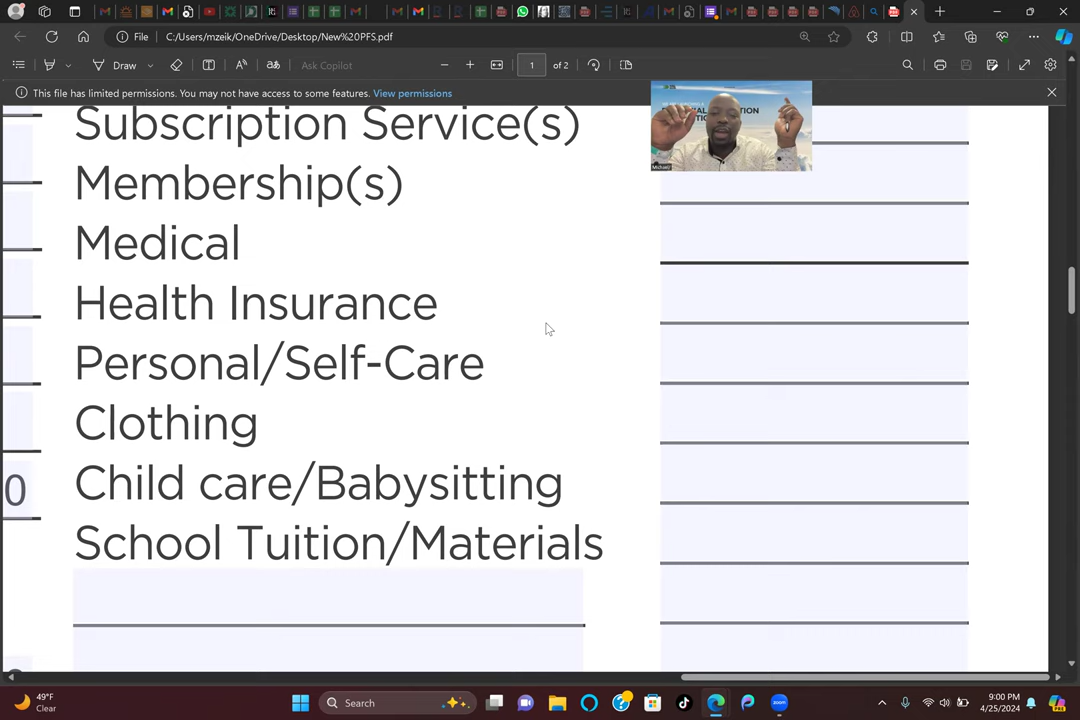 File
C:/Users/mzeik/OneDrive/Desktop/New%20PFS.pdf
Draw
Ask Copilot
1
of 2
This file has limited permissions. You may not have access to some features. View permissions
Subscription Service(s)
Membership(s)
Medical
Health Insurance
Personal/Self-Care
Clothing
0
Child care/Babysitting
School Tuition/Materials
49°F
Clear
Search
9:00 PM
4/25/2024